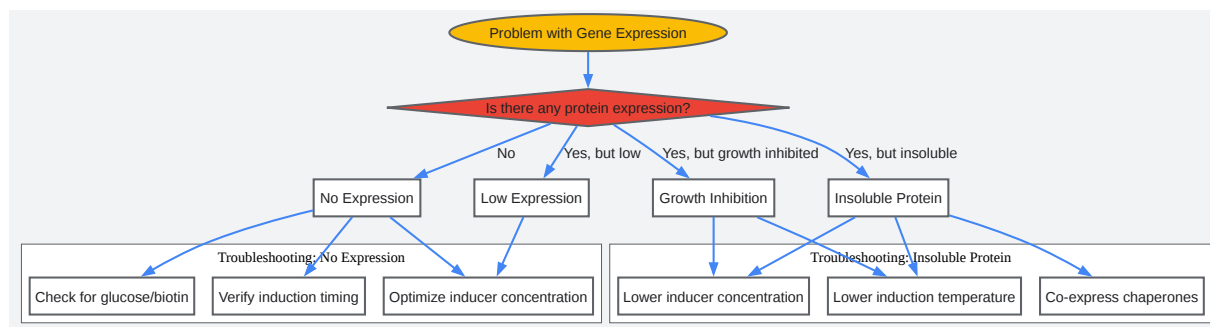 Problem with Gene Expression
Is there any protein expression?
No
Yes, but low
Yes, but growth inhibited
Yes, but insoluble
No Expression
Low Expression
Growth Inhibition
Insoluble Protein
Troubleshooting: No Expression
Troubleshooting: Insoluble Protein
Check for glucose/biotin
Verify induction timing
Optimize inducer concentration
Lower inducer concentration
Lower induction temperature
Co-express chaperones